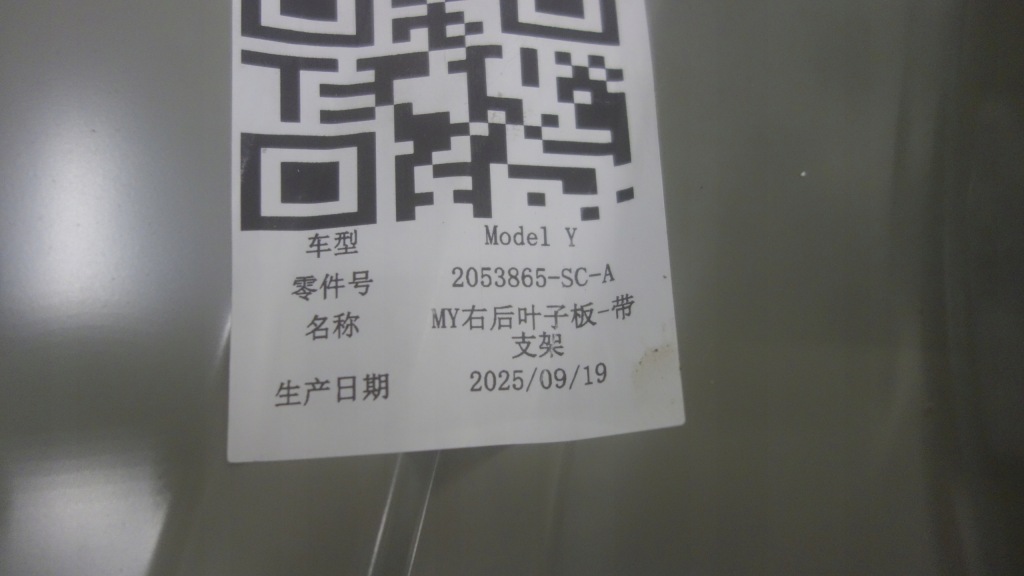 车型 Model Y
零件号 2053865-SC-A
名称 MY右后叶子板-带
支架
生产日期 2025/09/19